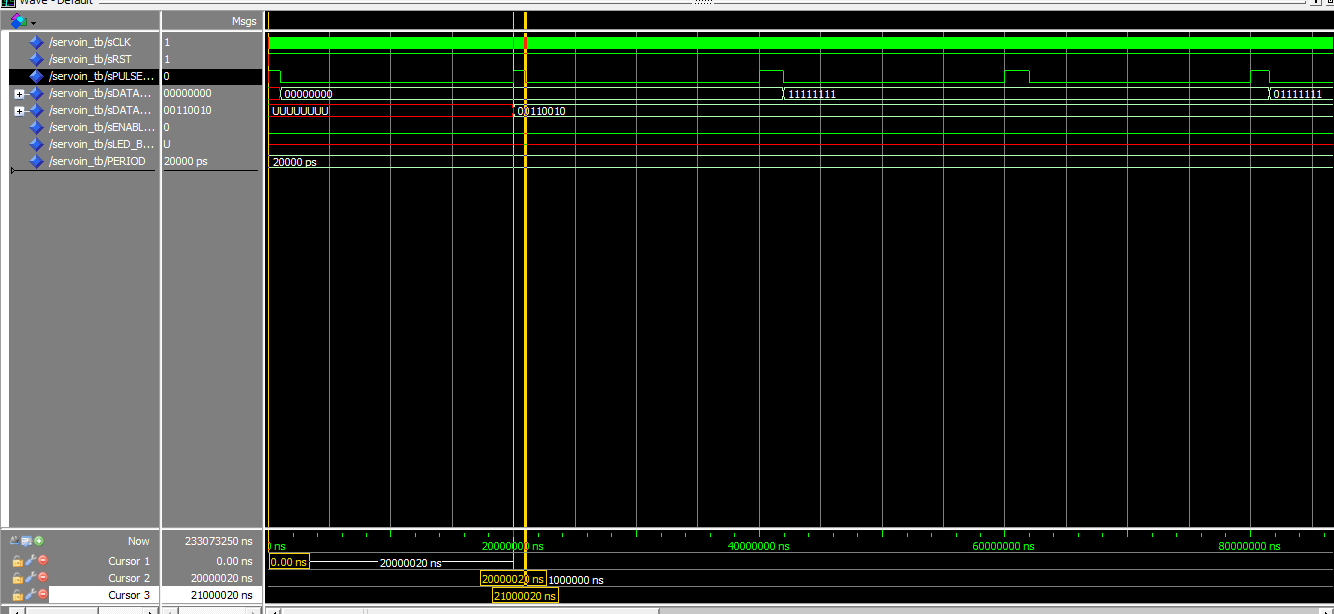 Wave - Default
Msgs
/servoin_tb/sCLK 1
/servoin_tb/sRST 1
/servoin_tb/sPULSE... 0
/servoin_tb/sDATA... 00000000 00000000 11111111 01111111
/servoin_tb/sDATA... 00110010 UUUUUUUU 00110010
/servoin_tb/sENABL... 0
/servoin_tb/sLED_B... U
/servoin_tb/PERIOD 20000 ps 20000 ps
Now 233073250 ns ns 20000000 ns 40000000 ns 60000000 ns 80000000 ns
Cursor 1 0.00 ns 0.00 ns 20000020 ns
Cursor 2 20000020 ns 20000020 ns 1000000 ns
Cursor 3 21000020 ns 21000020 ns